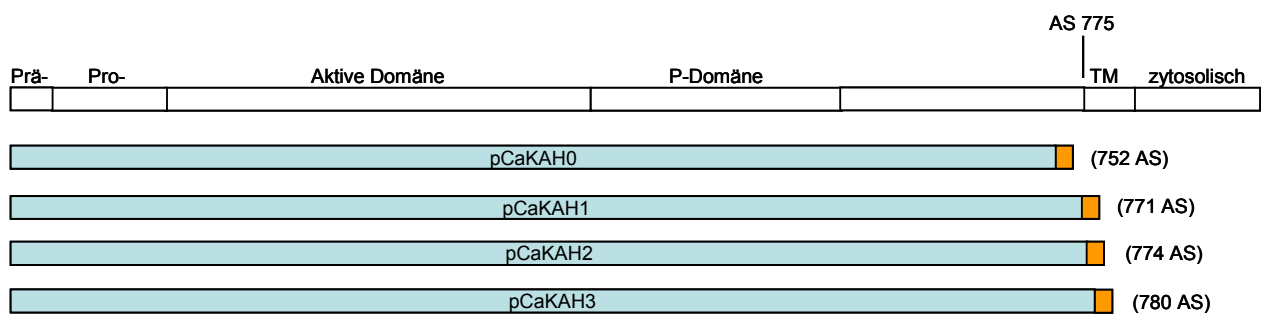 AS 775
Prä- Pro- Aktive Domäne P-Domäne TM zytosolisch
pCaKAH0 (752 AS)
pCaKAH1 (771 AS)
pCaKAH2 (774 AS)
pCaKAH3 (780 AS)